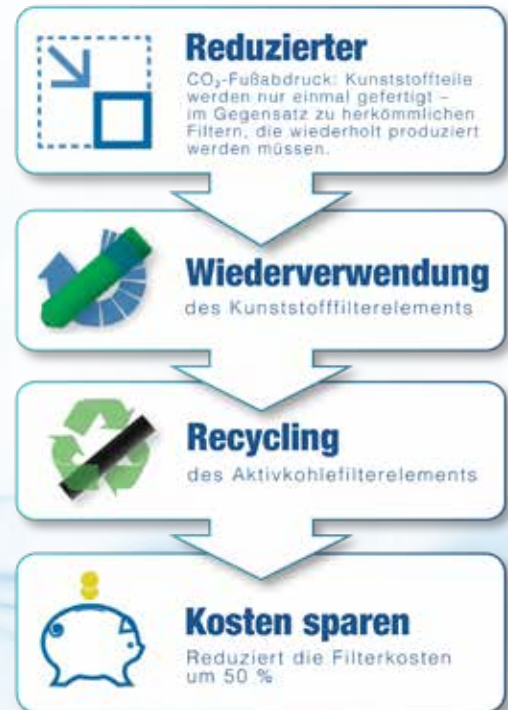 Reduzierter
CO₂-Fußabdruck: Kunststoffteile
werden nur einmal gefertigt –
im Gegensatz zu herkömmlichen
Filtern, die wiederholt produziert
werden müssen.
Wiederverwendung
des Kunststofffilterelements
Recycling
des Aktivkohlefilterelements
Kosten sparen
Reduziert die Filterkosten
um 50 %